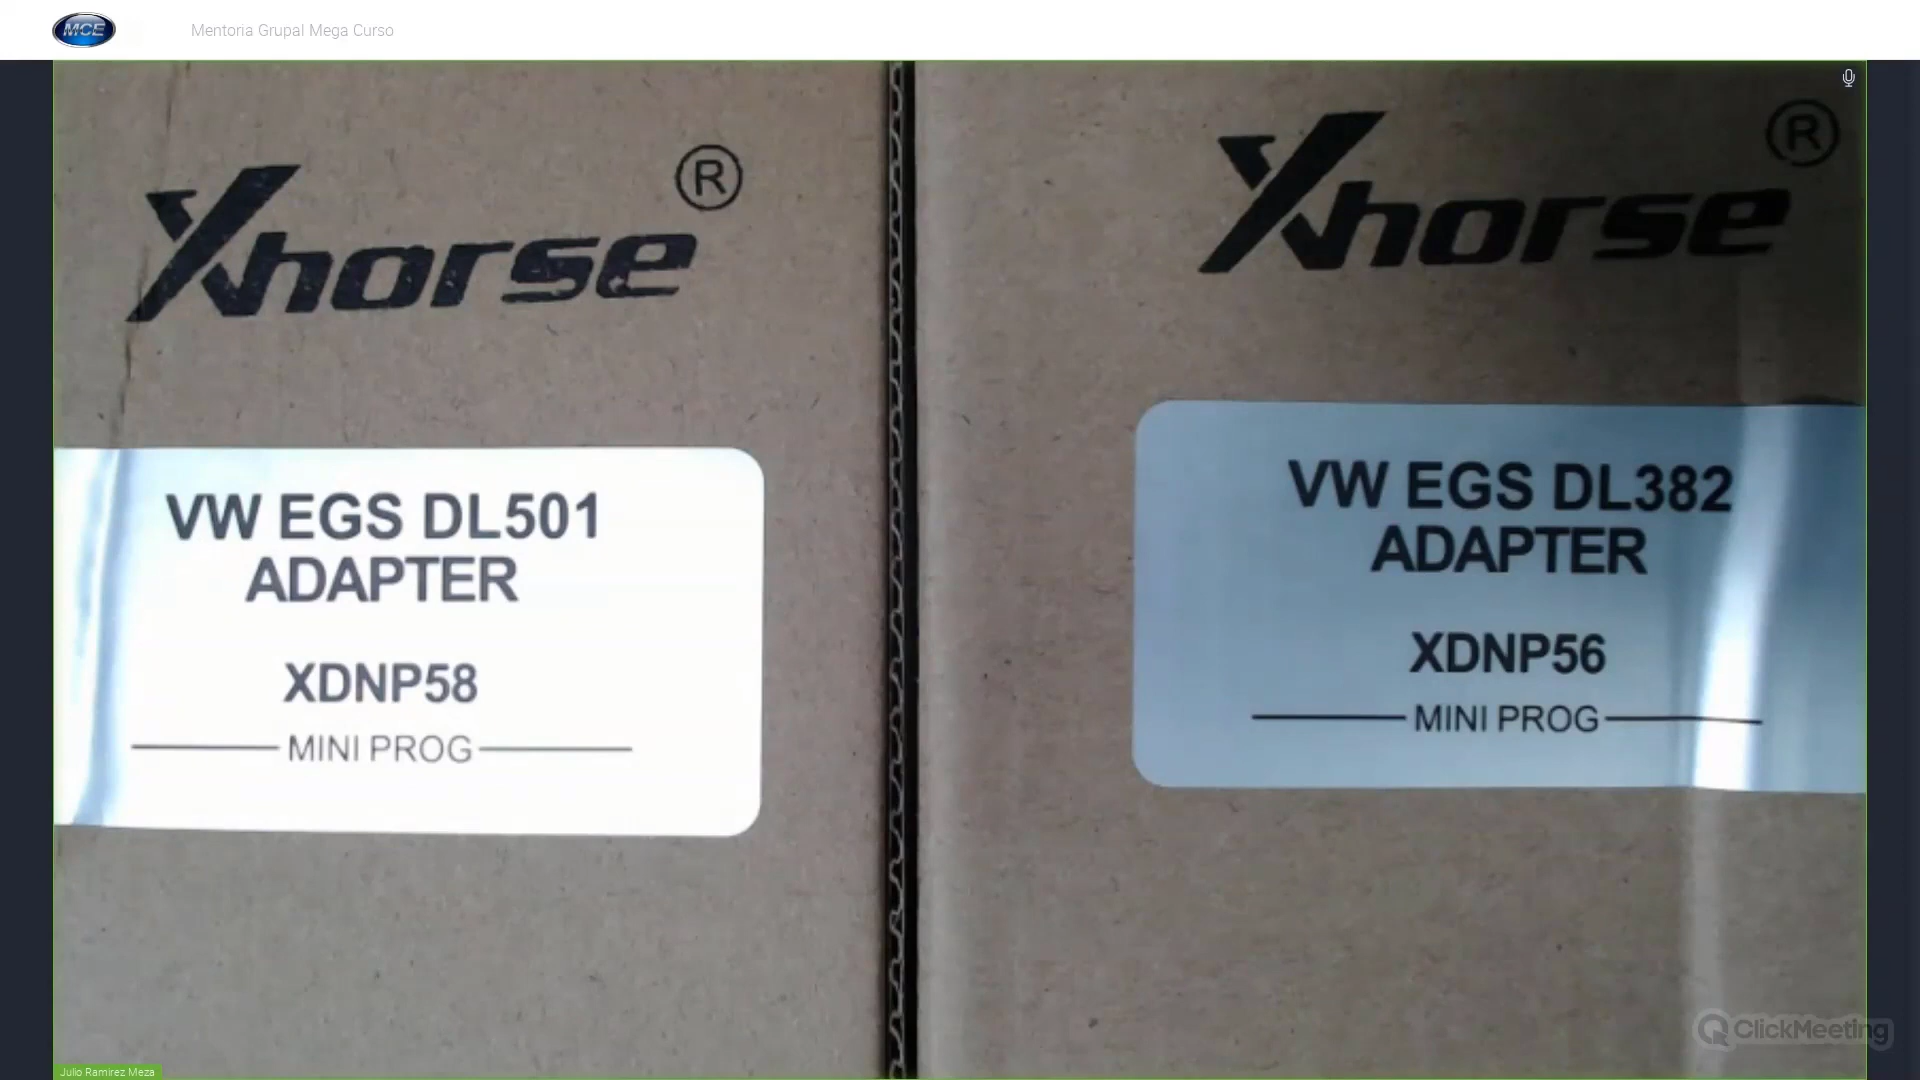 MCE
Mentoria Grupal Mega Curso
Xhorse®
VW EGS DL501
ADAPTER
XDNP58
MINI PROG
Xhorse®
VW EGS DL382
ADAPTER
XDNP56
MINI PROG
ClickMeeting
Julio Ramirez Meza